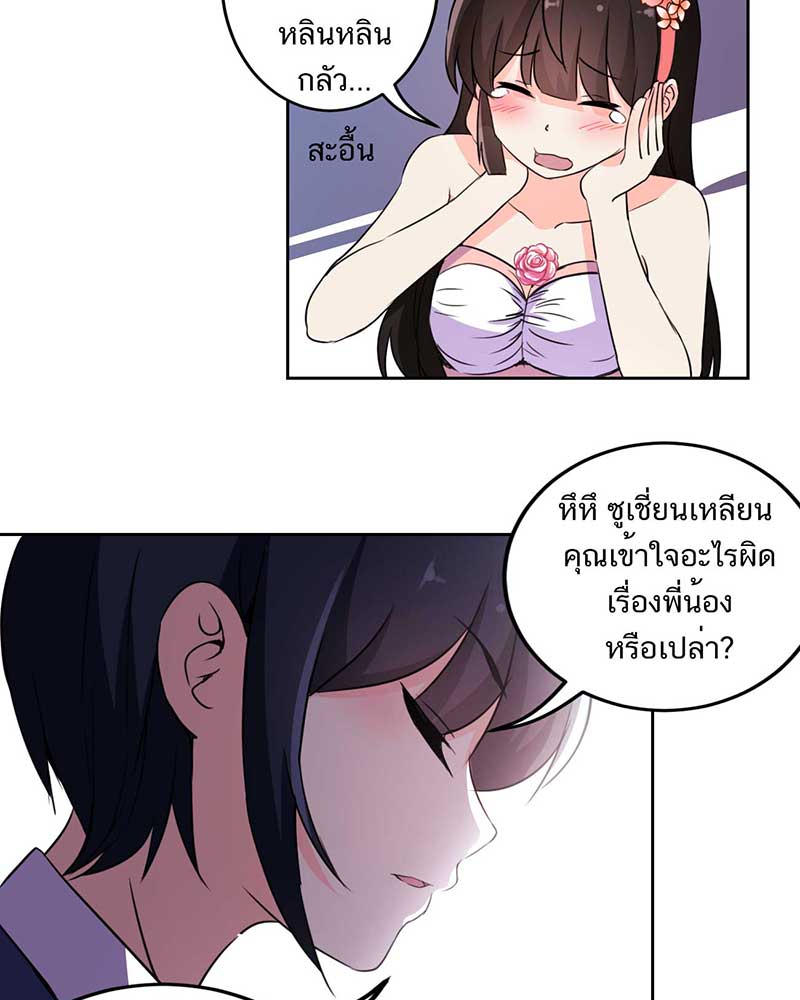 หลินหลิน
กลัว...
สะอื้น
หึหึ ซูเชี่ยนเหลียน
คุณเข้าใจอะไรผิด
เรื่องพี่น้อง
หรือเปล่า?